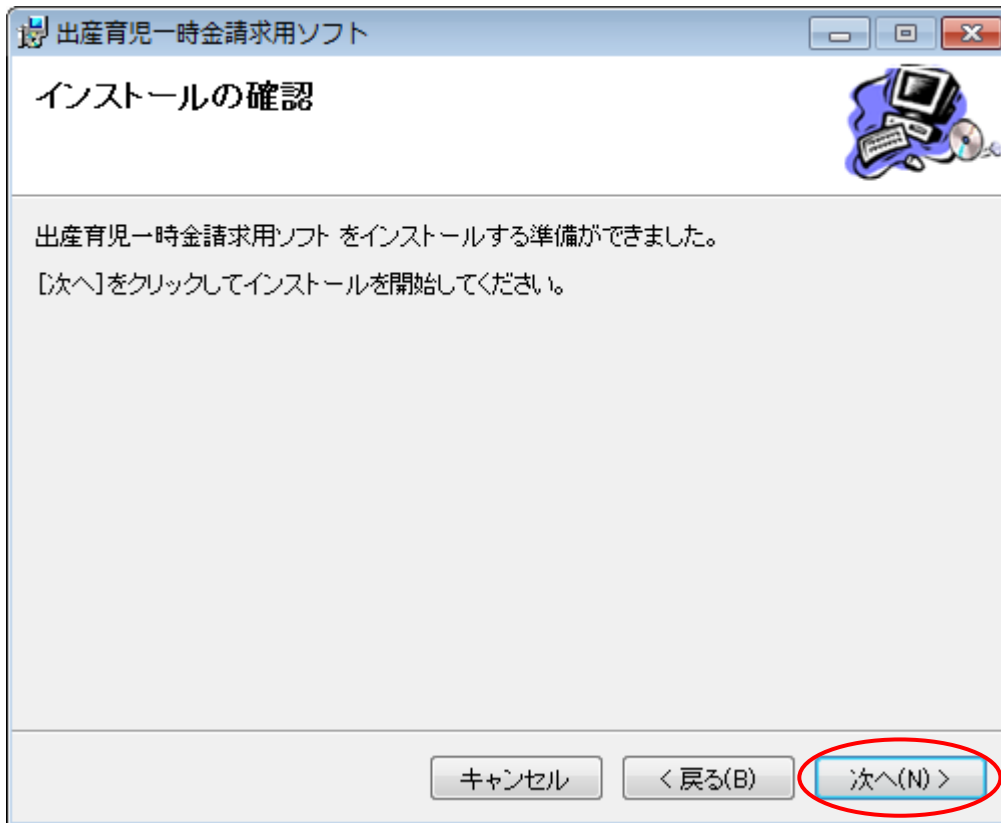 出産育児一時金請求用ソフト
インストールの確認
出産育児一時金請求用ソフト をインストールする準備ができました。
[次へ]をクリックしてインストールを開始してください。
キャンセル
< 戻る(B)
次へ(N) >